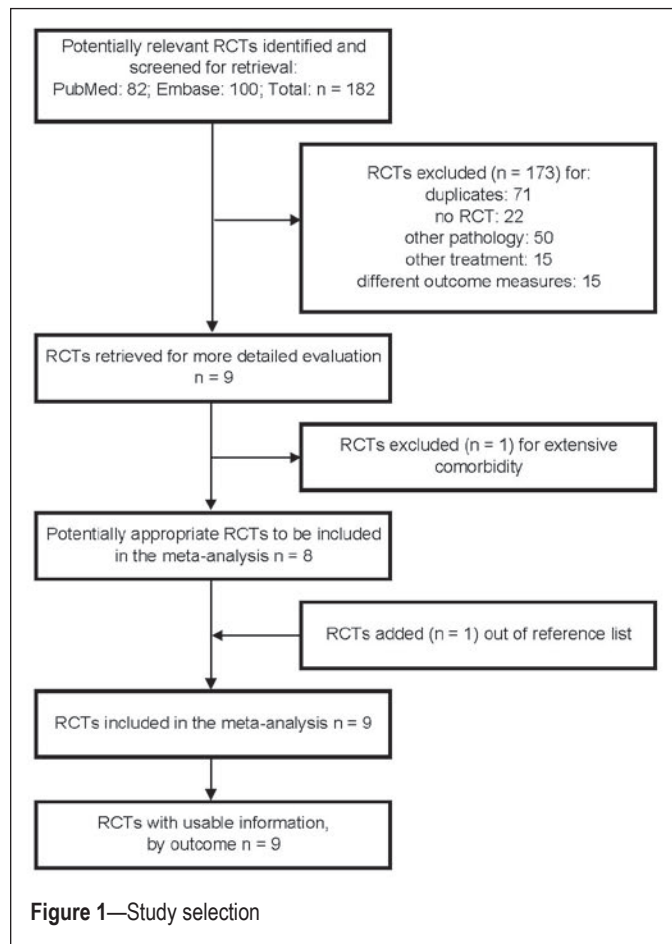 Potentially relevant RCTs identified and
screened for retrieval:
PubMed: 82; Embase: 100; Total: n = 182
RCTs excluded (n = 173) for:
duplicates: 71
no RCT: 22
other pathology: 50
other treatment: 15
different outcome measures: 15
RCTs retrieved for more detailed evaluation
n = 9
RCTs excluded (n = 1) for extensive
comorbidity
Potentially appropriate RCTs to be included
in the meta-analysis n = 8
RCTs added (n = 1) out of reference list
RCTs included in the meta-analysis n = 9
RCTs with usable information,
by outcome n = 9
Figure 1—Study selection